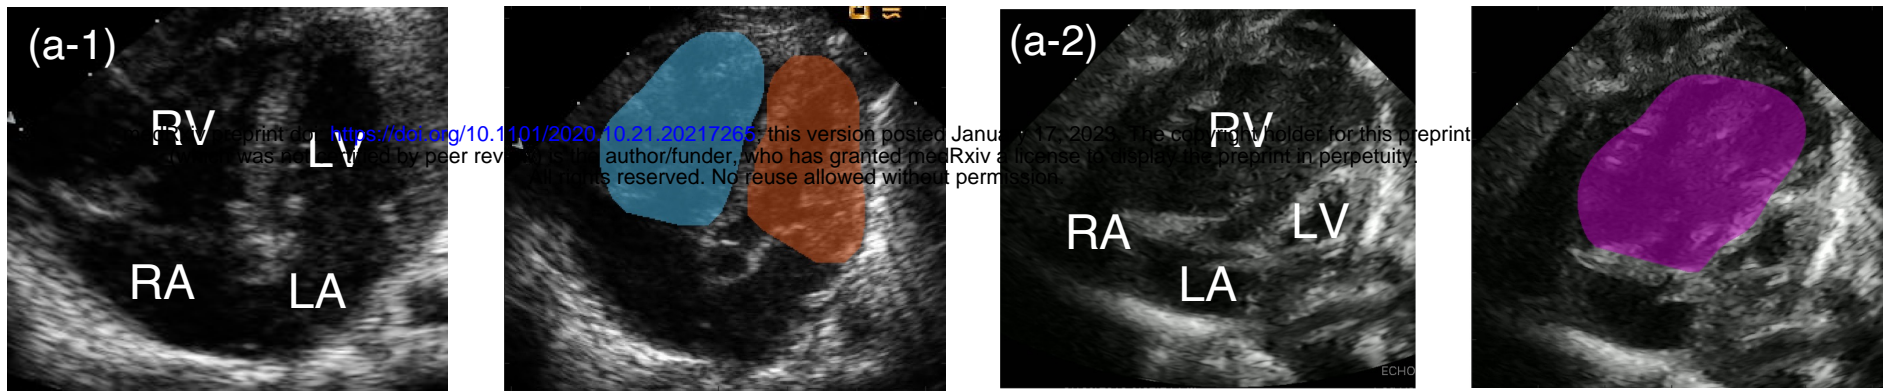 (a-1)
(a-2)
RV
RV
medRxiv preprint doi: https://doi.org/10.1101/2020.10.21.20217265; this version posted January 17, 2023. The copyright holder for this preprint
LV
was not certified by peer review) is the author/funder, who has granted medRxiv a license to display the preprint in perpetuity.
All rights reserved. No reuse allowed without permission.
RA
LV
RA
LA
LA
ECHO